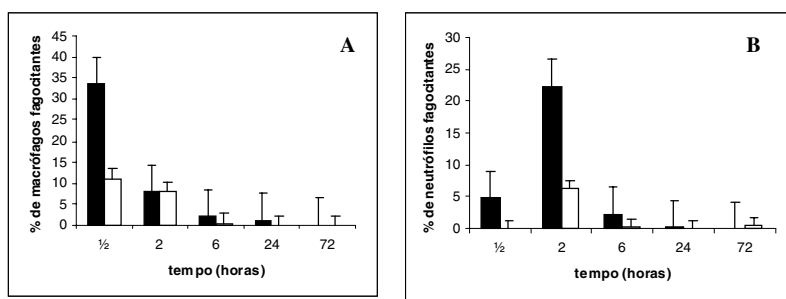 A
% de macrófagos fagocitantes
45
40
35
30
25
20
15
10
5
0
½ 2 6 24 72
tempo (horas)
B
% de neutrófilos fagocitantes
30
25
20
15
10
5
0
½ 2 6 24 72
tempo (horas)